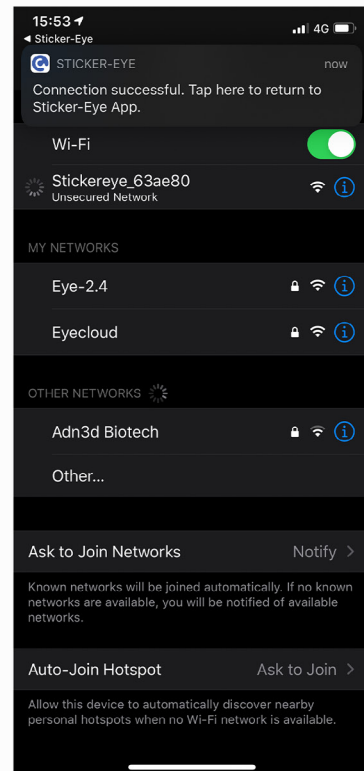 15:53
4G
◀ Sticker-Eye
STICKER-EYE
now
Connection successful. Tap here to return to
Sticker-Eye App.
Wi-Fi
Stickereye_63ae80
Unsecured Network
MY NETWORKS
Eye-2.4
Eyecloud
OTHER NETWORKS
Adn3d Biotech
Other...
Ask to Join Networks
Notify
Known networks will be joined automatically. If no known
networks are available, you will be notified of available
networks.
Auto-Join Hotspot
Ask to Join
Allow this device to automatically discover nearby
personal hotspots when no Wi-Fi network is available.